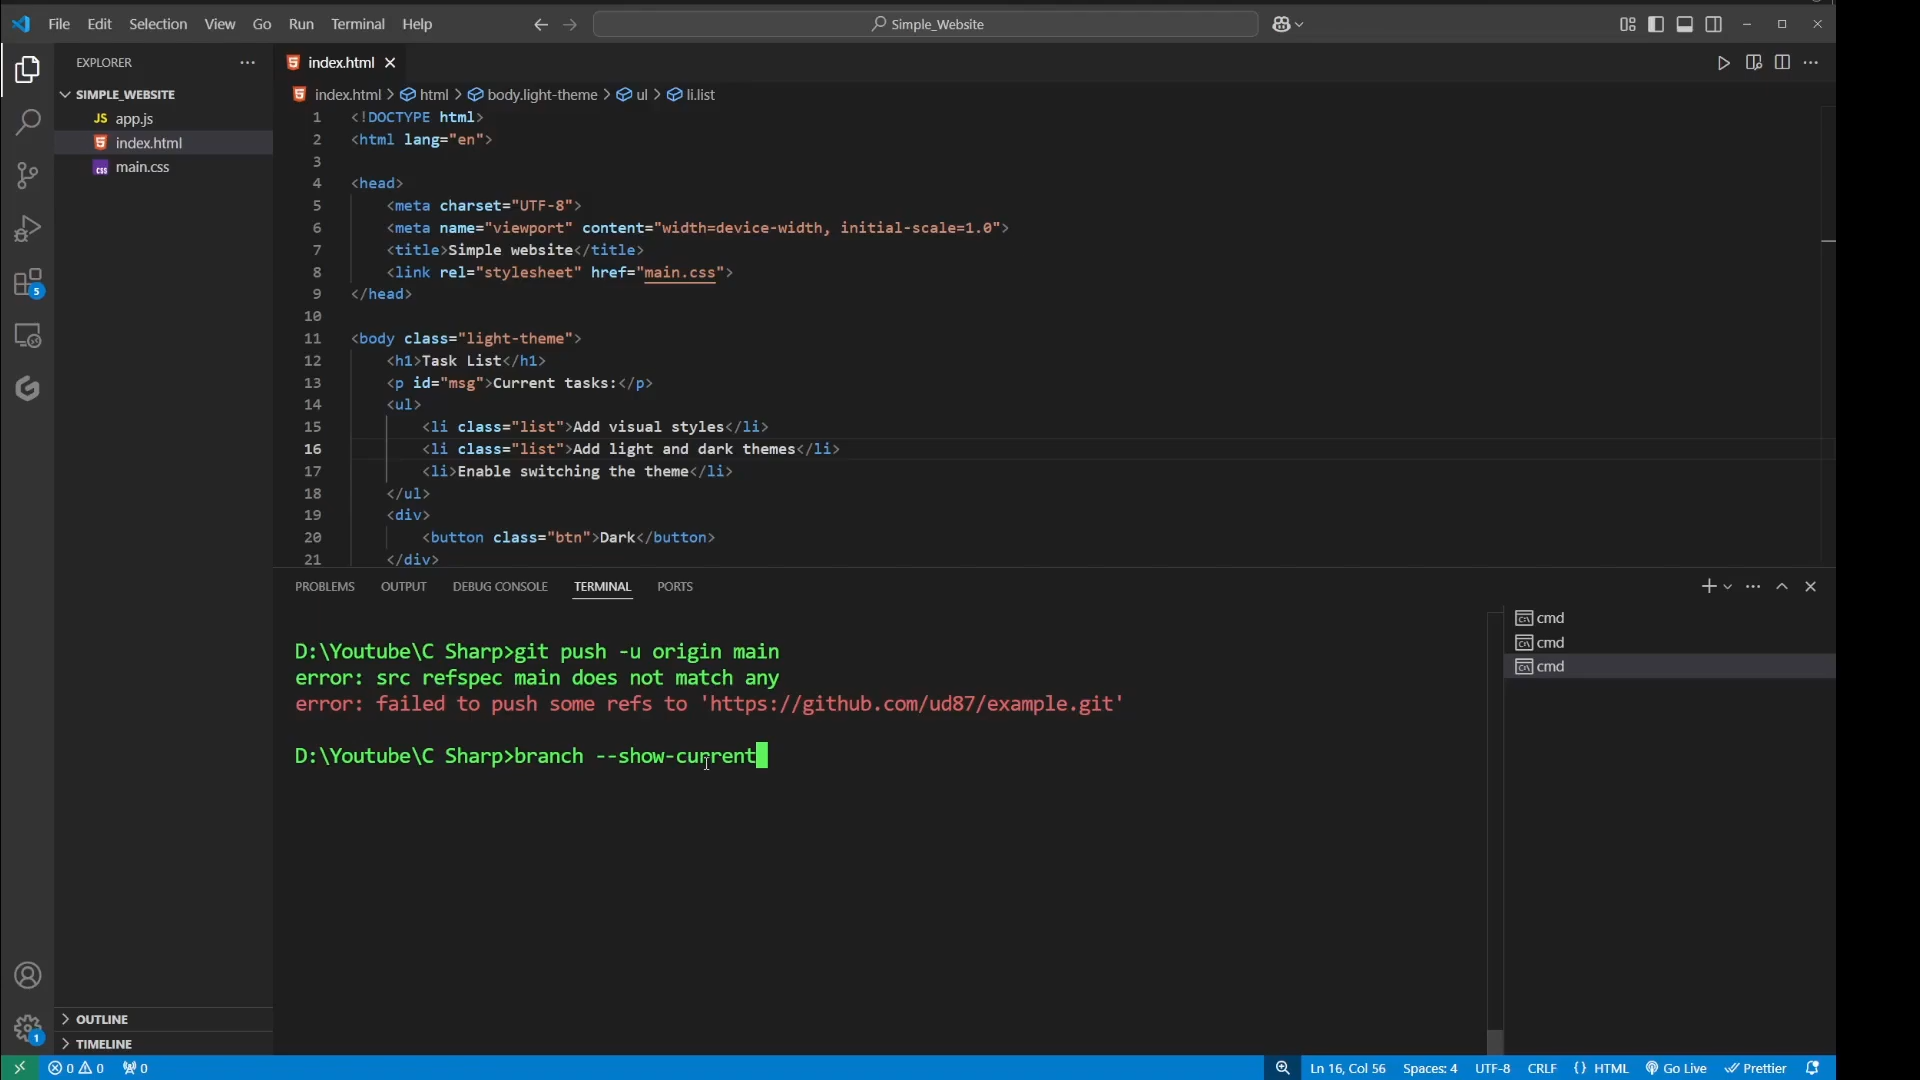 File Edit Selection View Go Run Terminal Help
Simple_Website
EXPLORER
SIMPLE_WEBSITE
JS app.js
index.html
css main.css
5
index.html
index.html > html > body.light-theme > ul > li.list
1 <!DOCTYPE html>
2 <html lang="en">
3
4 <head>
5 <meta charset="UTF-8">
6 <meta name="viewport" content="width=device-width, initial-scale=1.0">
7 <title>Simple website</title>
8 <link rel="stylesheet" href="main.css">
9 </head>
10
11 <body class="light-theme">
12 <h1>Task List</h1>
13 <p id="msg">Current tasks:</p>
14 <ul>
15 <li class="list">Add visual styles</li>
16 <li class="list">Add light and dark themes</li>
17 <li>Enable switching the theme</li>
18 </ul>
19 <div>
20 <button class="btn">Dark</button>
21 </div>
PROBLEMS OUTPUT DEBUG CONSOLE TERMINAL PORTS
D:\Youtube\C Sharp>git push -u origin main
error: src refspec main does not match any
error: failed to push some refs to 'https://github.com/ud87/example.git'
D:\Youtube\C Sharp>branch --show-current
cmd
cmd
cmd
OUTLINE
1
TIMELINE
0 0 0
Ln 16, Col 56 Spaces: 4 UTF-8 CRLF {} HTML Go Live Prettier